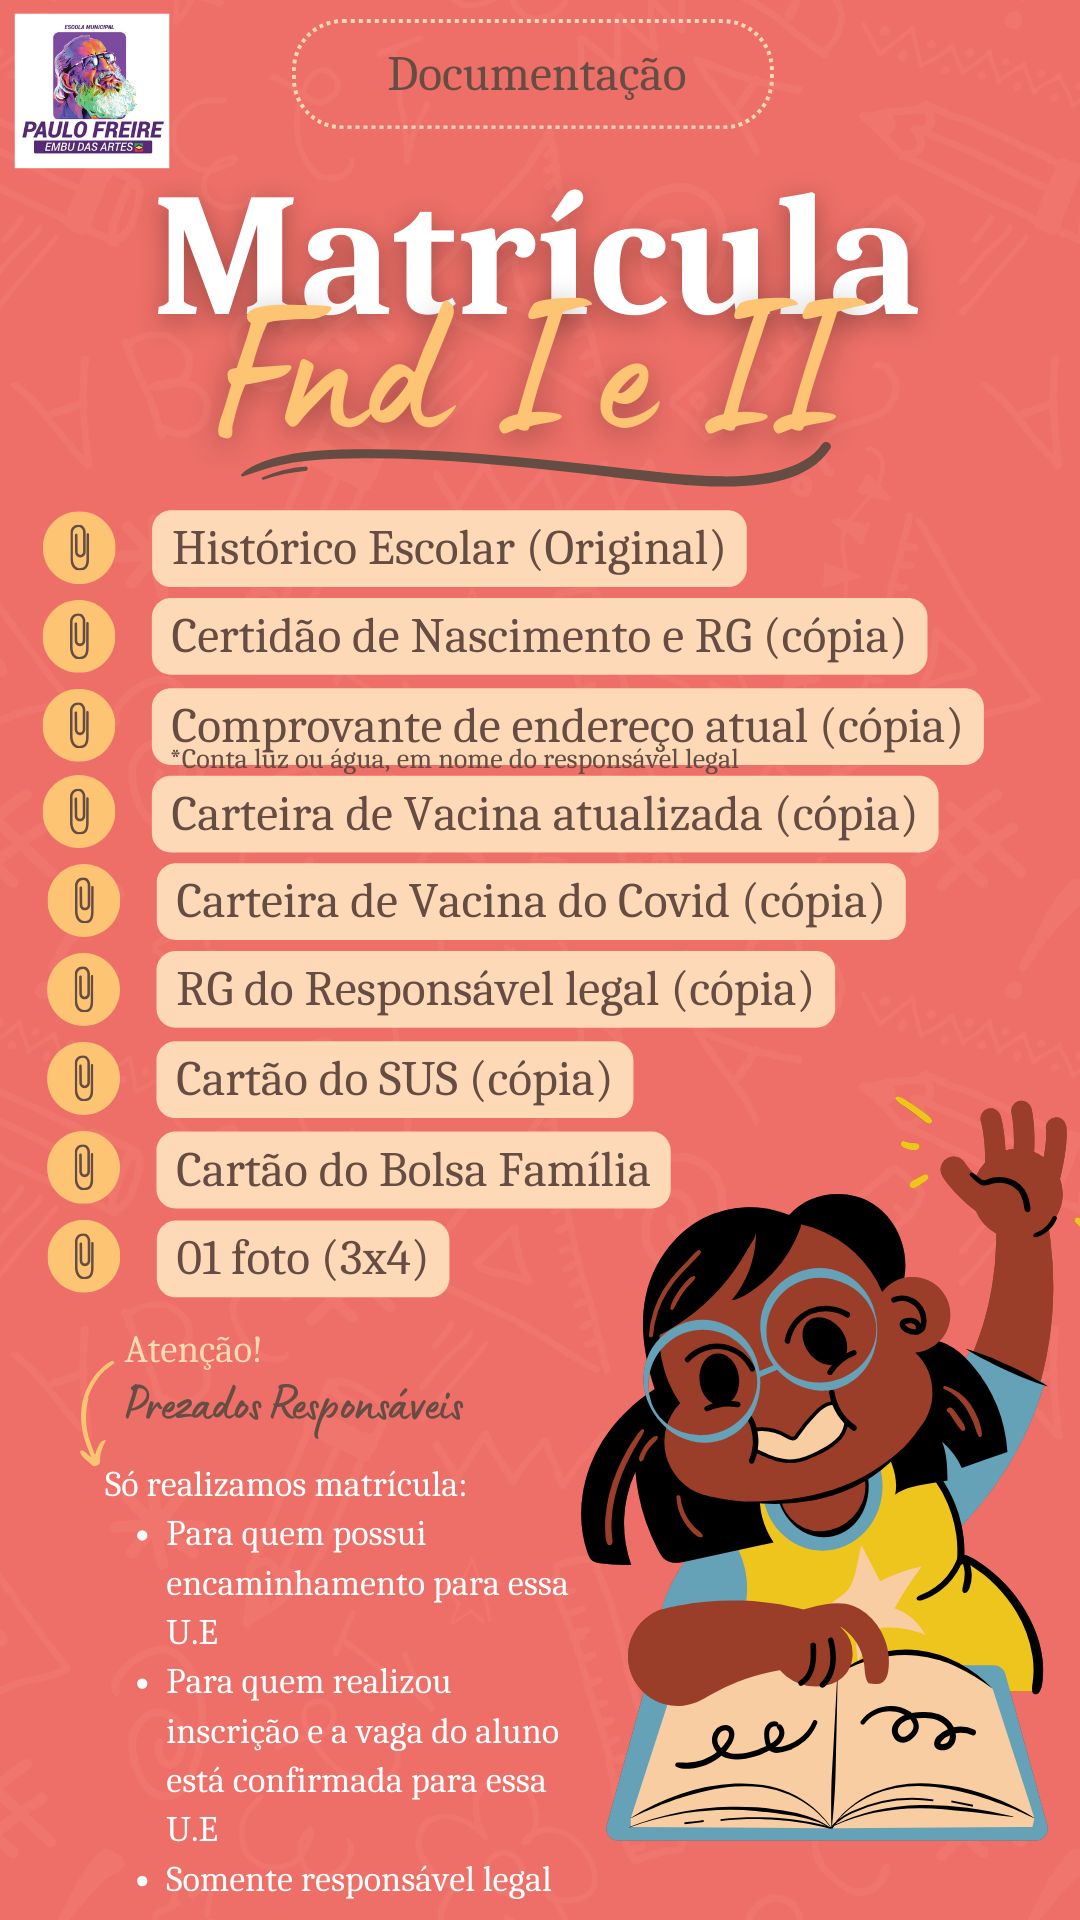 ESCOLA MUNICIPAL
PAULO FREIRE
EMBU DAS ARTES
Documentação
Matrícula
Fnd I e II
Histórico Escolar (Original)
Certidão de Nascimento e RG (cópia)
Comprovante de endereço atual (cópia)
*Conta luz ou água, em nome do responsável legal
Carteira de Vacina atualizada (cópia)
Carteira de Vacina do Covid (cópia)
RG do Responsável legal (cópia)
Cartão do SUS (cópia)
Cartão do Bolsa Família
01 foto (3x4)
Atenção!
Prezados Responsáveis
Só realizamos matrícula:
• Para quem possui
encaminhamento para essa
U.E
• Para quem realizou
inscrição e a vaga do aluno
está confirmada para essa
U.E
• Somente responsável legal